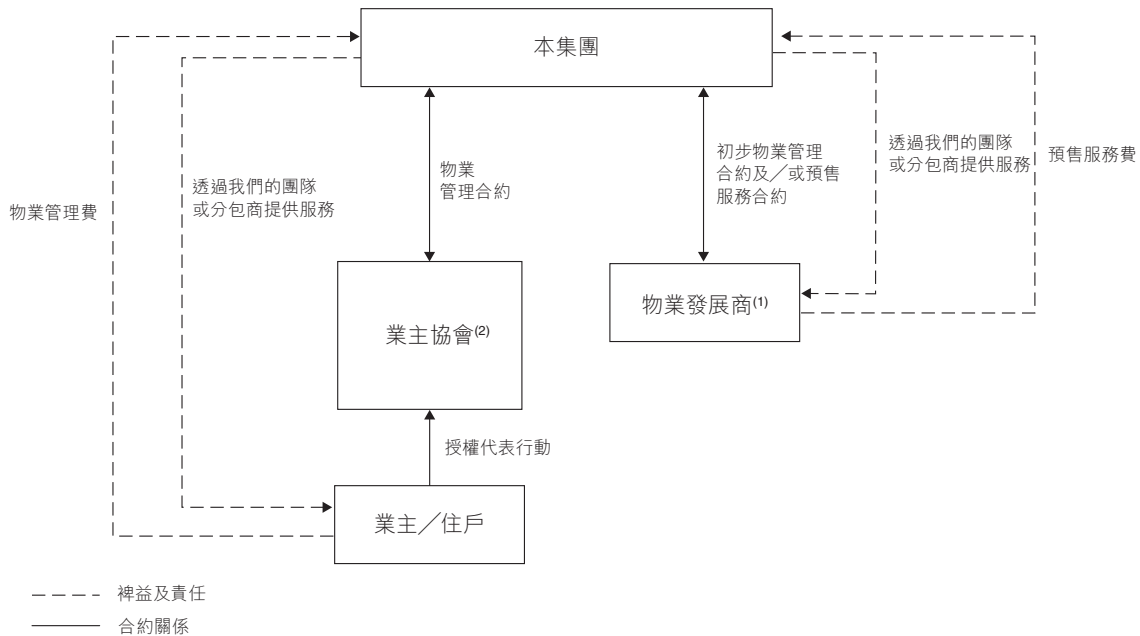 本集團
物業管理費
透過我們的團隊
或分包商提供服務
物業
管理合約
初步物業管理
合約及／或預售
服務合約
透過我們的團隊
或分包商提供服務
預售服務費
業主協會(2)
物業發展商(1)
授權代表行動
業主／住戶
裨益及責任
合約關係